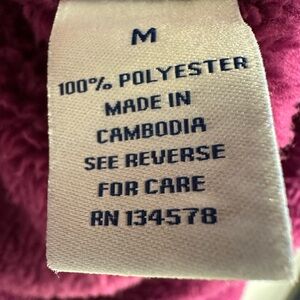 M
100% POLYESTER
MADE IN
CAMBODIA
SEE REVERSE
FOR CARE
RN 134578